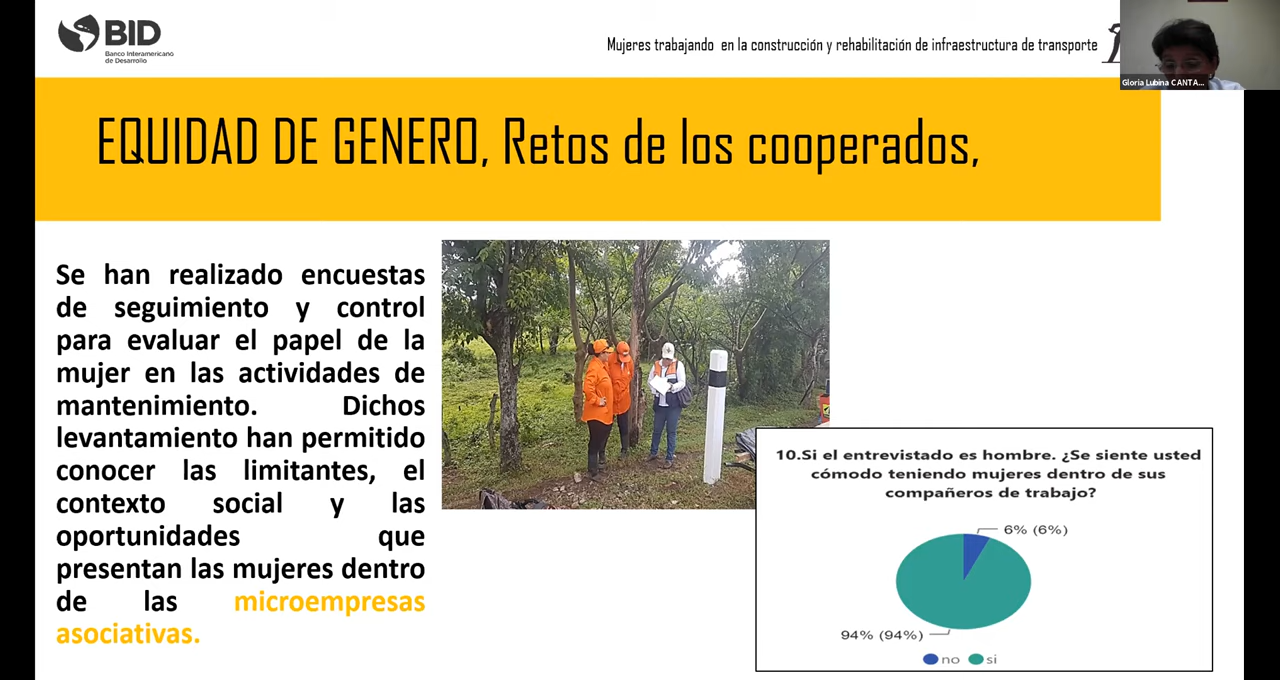 BID
Banco Interamericano
de Desarrollo
Mujeres trabajando en la construcción y rehabilitación de infraestructura de transporte
Gloria Lubina CANTA...
EQUIDAD DE GENERO, Retos de los cooperados,
Se han realizado encuestas
de seguimiento y control
para evaluar el papel de la
mujer en las actividades de
mantenimiento. Dichos
levantamiento han permitido
conocer las limitantes, el
contexto social y las
oportunidades que
presentan las mujeres dentro
de las microempresas
asociativas.
10.Si el entrevistado es hombre. ¿Se siente usted
cómodo teniendo mujeres dentro de sus
compañeros de trabajo?
6% (6%)
94% (94%)
no si